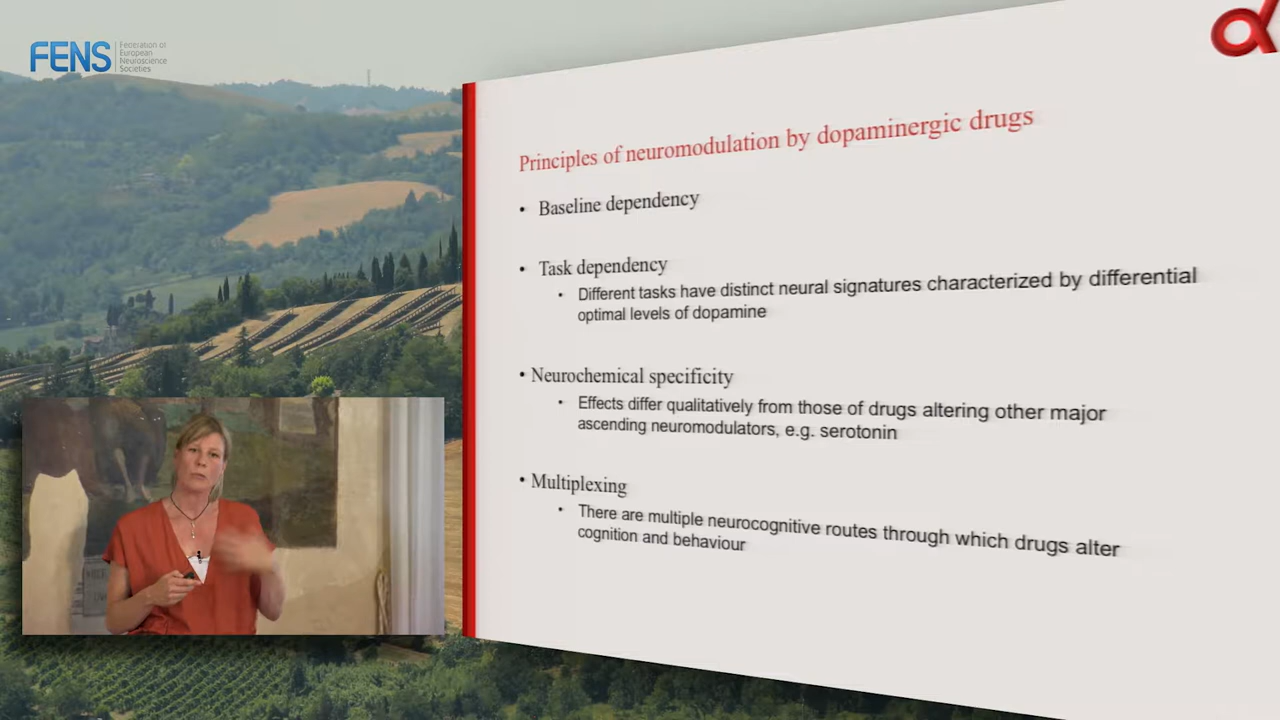 FENS
Federation of
European
Neuroscience
Societies
Principles of neuromodulation by dopaminergic drugs
• Baseline dependency
• Task dependency
• Different tasks have distinct neural signatures characterized by differential
optimal levels of dopamine
• Neurochemical specificity
• Effects differ qualitatively from those of drugs altering other major
ascending neuromodulators, e.g. serotonin
• Multiplexing
• There are multiple neurocognitive routes through which drugs alter
cognition and behaviour